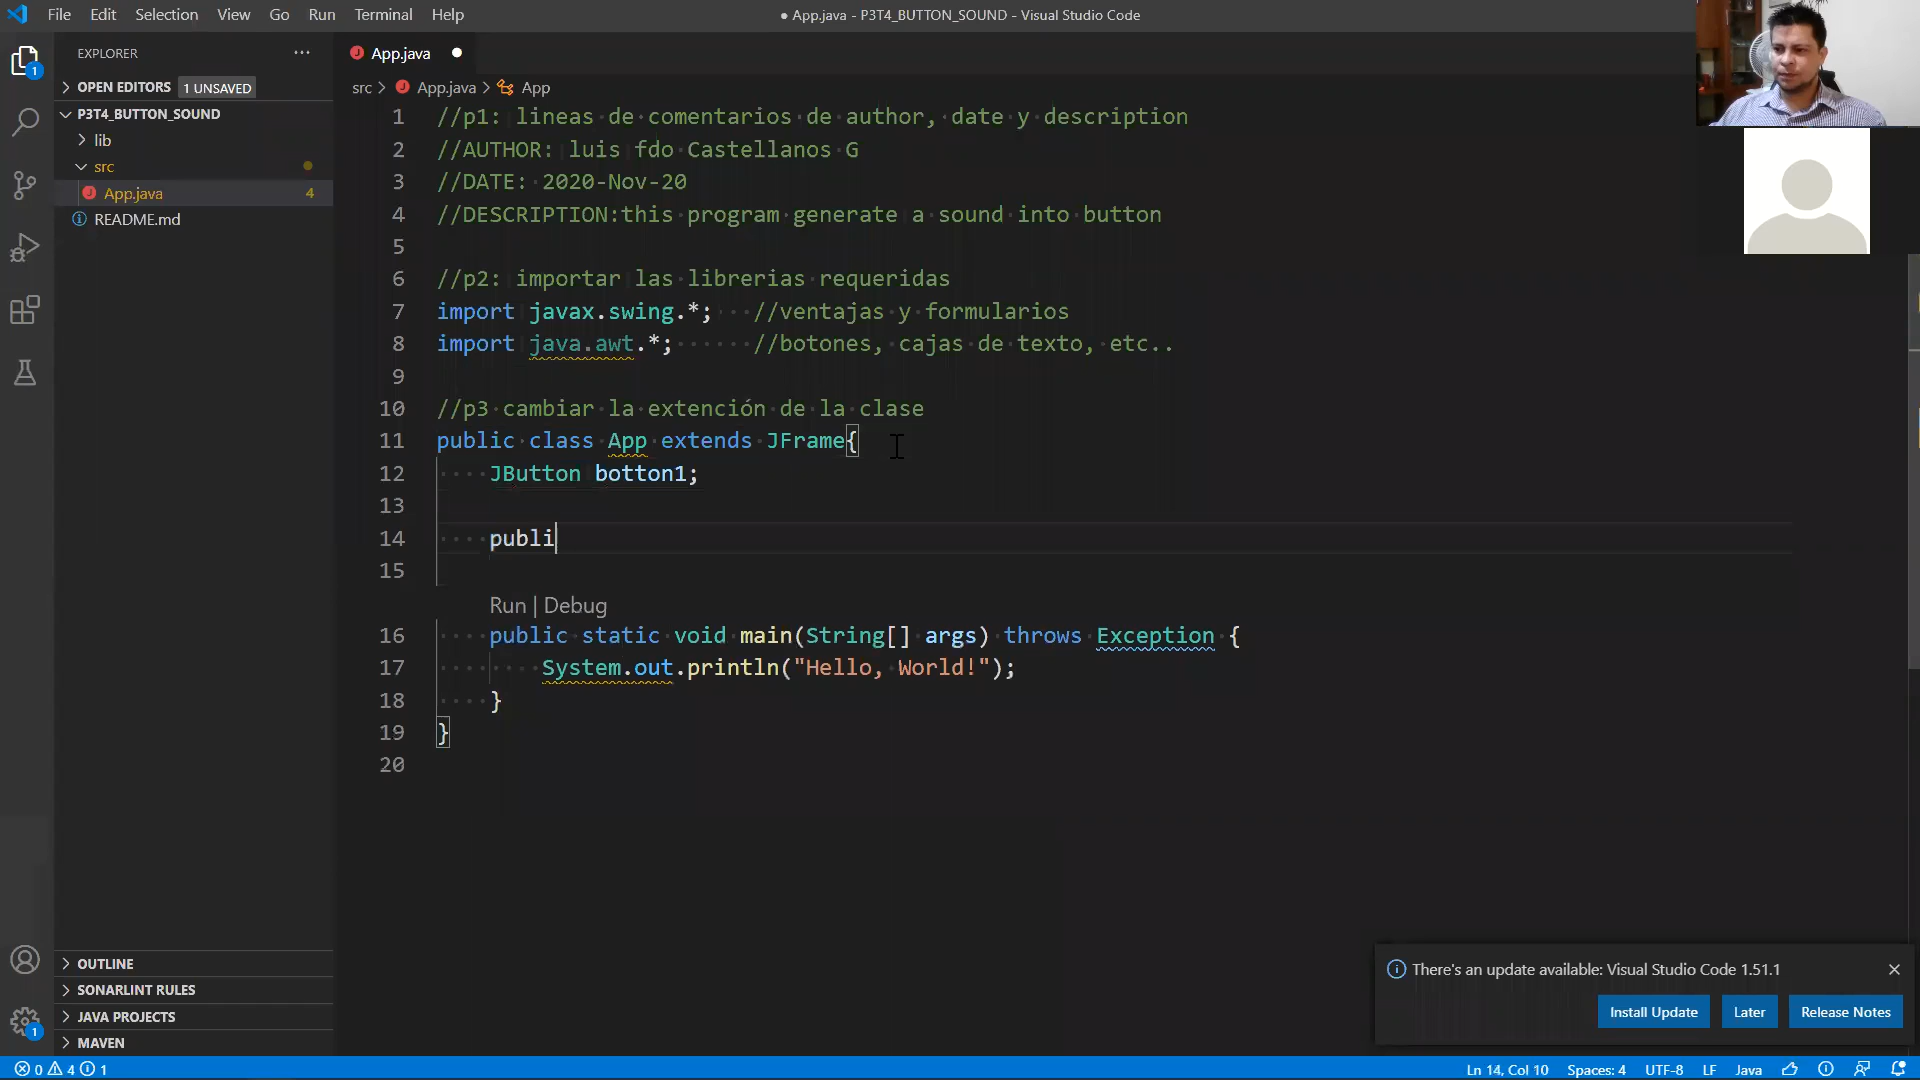 File Edit Selection View Go Run Terminal Help
● App.java - P3T4_BUTTON_SOUND - Visual Studio Code
EXPLORER ···
OPEN EDITORS 1 UNSAVED
P3T4_BUTTON_SOUND
lib
src
App.java 4
README.md
OUTLINE
SONARLINT RULES
JAVA PROJECTS
MAVEN
1
1
App.java ●
src > App.java > App
1 //p1: lineas de comentarios de author, date y description
2 //AUTHOR: luis fdo Castellanos G
3 //DATE: 2020-Nov-20
4 //DESCRIPTION:this program generate a sound into button
5
6 //p2: importar las librerias requeridas
7 import javax.swing.*; //ventajas y formularios
8 import java.awt.*; //botones, cajas de texto, etc..
9
10 //p3 cambiar la extención de la clase
11 public class App extends JFrame{
12 JButton botton1;
13
14 publi
15
Run | Debug
16 public static void main(String[] args) throws Exception {
17 System.out.println("Hello, World!");
18 }
19 }
20
There's an update available: Visual Studio Code 1.51.1
Install Update Later Release Notes
0 4 1
Ln 14, Col 10 Spaces: 4 UTF-8 LF Java